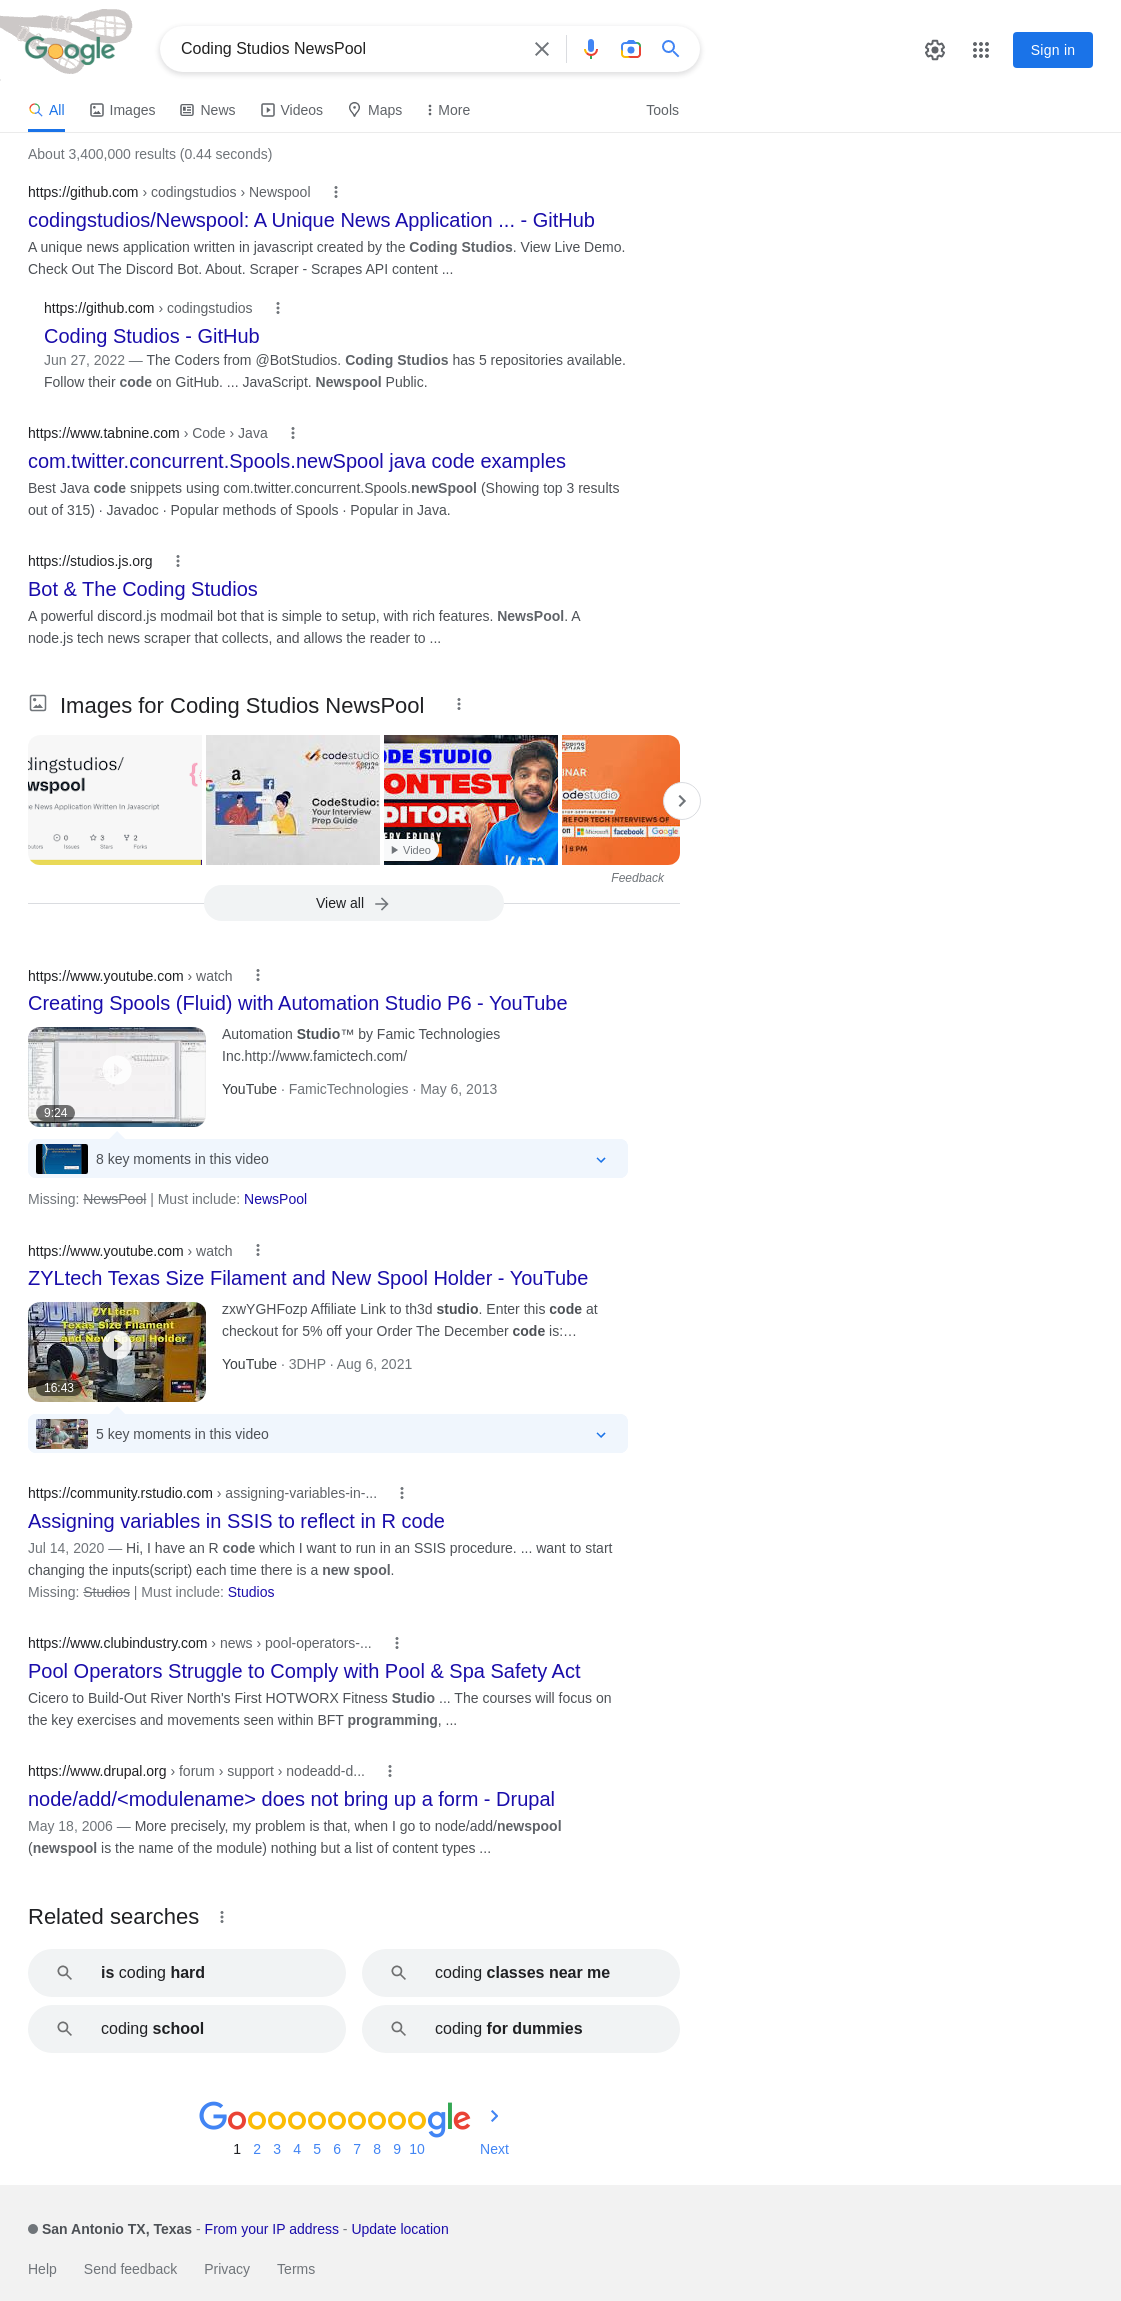 Google
Coding Studios NewsPool
Sign in
All Images News Videos Maps More Tools
About 3,400,000 results (0.44 seconds)
https://github.com › codingstudios › Newspool
codingstudios/Newspool: A Unique News Application ... - GitHub
A unique news application written in javascript created by the Coding Studios. View Live Demo.
Check Out The Discord Bot. About. Scraper - Scrapes API content ...
https://github.com › codingstudios
Coding Studios - GitHub
Jun 27, 2022 — The Coders from @BotStudios. Coding Studios has 5 repositories available.
Follow their code on GitHub. ... JavaScript. Newspool Public.
https://www.tabnine.com › Code › Java
com.twitter.concurrent.Spools.newSpool java code examples
Best Java code snippets using com.twitter.concurrent.Spools.newSpool (Showing top 3 results
out of 315) · Javadoc · Popular methods of Spools · Popular in Java.
https://studios.js.org
Bot & The Coding Studios
A powerful discord.js modmail bot that is simple to setup, with rich features. NewsPool. A
node.js tech news scraper that collects, and allows the reader to ...
Images for Coding Studios NewsPool
dingstudios/
wspool
e News Application Written In Javascript
0 3 2
Issues Stars Forks
codestudio
CodeStudio:
Your Interview
Prep Guide
ODE STUDIO
CONTEST
DITORIAL
ERY FRIDAY
Video
INAR
odestudio
RE FOR TECH INTERVIEWS OF
Microsoft facebook Google
| 8 PM
Feedback
View all
https://www.youtube.com › watch
Creating Spools (Fluid) with Automation Studio P6 - YouTube
Automation Studio™ by Famic Technologies
Inc.http://www.famictech.com/
YouTube · FamicTechnologies · May 6, 2013
9:24
8 key moments in this video
Missing: NewsPool | Must include: NewsPool
https://www.youtube.com › watch
ZYLtech Texas Size Filament and New Spool Holder - YouTube
ZYLtech
Texas Size Filament
and New Spool Holder
16:43
zxwYGHFozp Affiliate Link to th3d studio. Enter this code at
checkout for 5% off your Order The December code is:…
YouTube · 3DHP · Aug 6, 2021
5 key moments in this video
https://community.rstudio.com › assigning-variables-in-...
Assigning variables in SSIS to reflect in R code
Jul 14, 2020 — Hi, I have an R code which I want to run in an SSIS procedure. ... want to start
changing the inputs(script) each time there is a new spool.
Missing: Studios | Must include: Studios
https://www.clubindustry.com › news › pool-operators-...
Pool Operators Struggle to Comply with Pool & Spa Safety Act
Cicero to Build-Out River North's First HOTWORX Fitness Studio ... The courses will focus on
the key exercises and movements seen within BFT programming, ...
https://www.drupal.org › forum › support › nodeadd-d...
node/add/<modulename> does not bring up a form - Drupal
May 18, 2006 — More precisely, my problem is that, when I go to node/add/newspool
(newspool is the name of the module) nothing but a list of content types ...
Related searches
is coding hard
coding classes near me
coding school
coding for dummies
Goooooooooogle
1 2 3 4 5 6 7 8 9 10 Next
San Antonio TX, Texas - From your IP address - Update location
Help Send feedback Privacy Terms